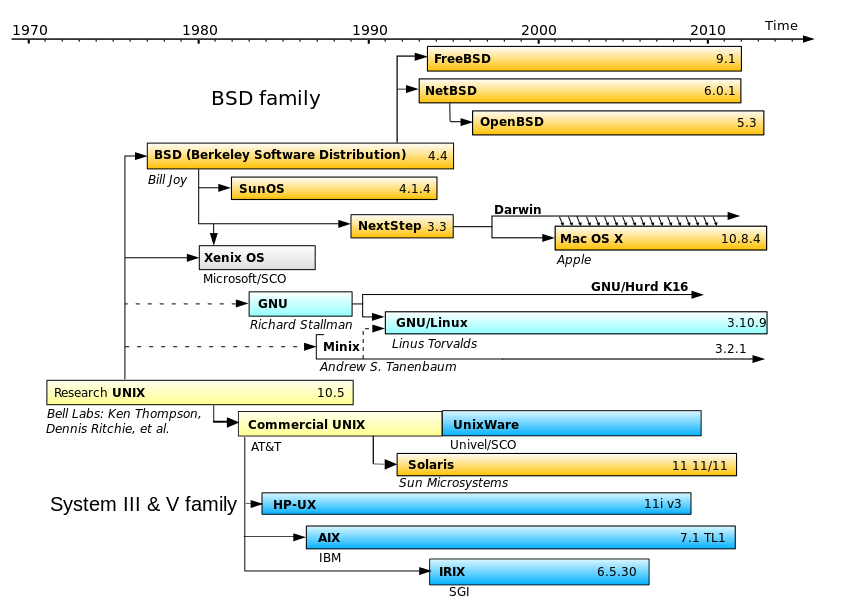 1970 1980 1990 2000 2010 Time
FreeBSD 9.1
BSD family
NetBSD 6.0.1
OpenBSD 5.3
BSD (Berkeley Software Distribution) 4.4
Bill Joy
SunOS 4.1.4
Darwin
NextStep 3.3
Mac OS X 10.8.4
Apple
Xenix OS
Microsoft/SCO
GNU/Hurd K16
GNU
Richard Stallman
GNU/Linux 3.10.9
Linus Torvalds
Minix 3.2.1
Andrew S. Tanenbaum
Research UNIX 10.5
Bell Labs: Ken Thompson,
Dennis Ritchie, et al.
Commercial UNIX
AT&T
UnixWare
Univel/SCO
Solaris 11 11/11
Sun Microsystems
System III & V family
HP-UX 11i v3
AIX 7.1 TL1
IBM
IRIX 6.5.30
SGI